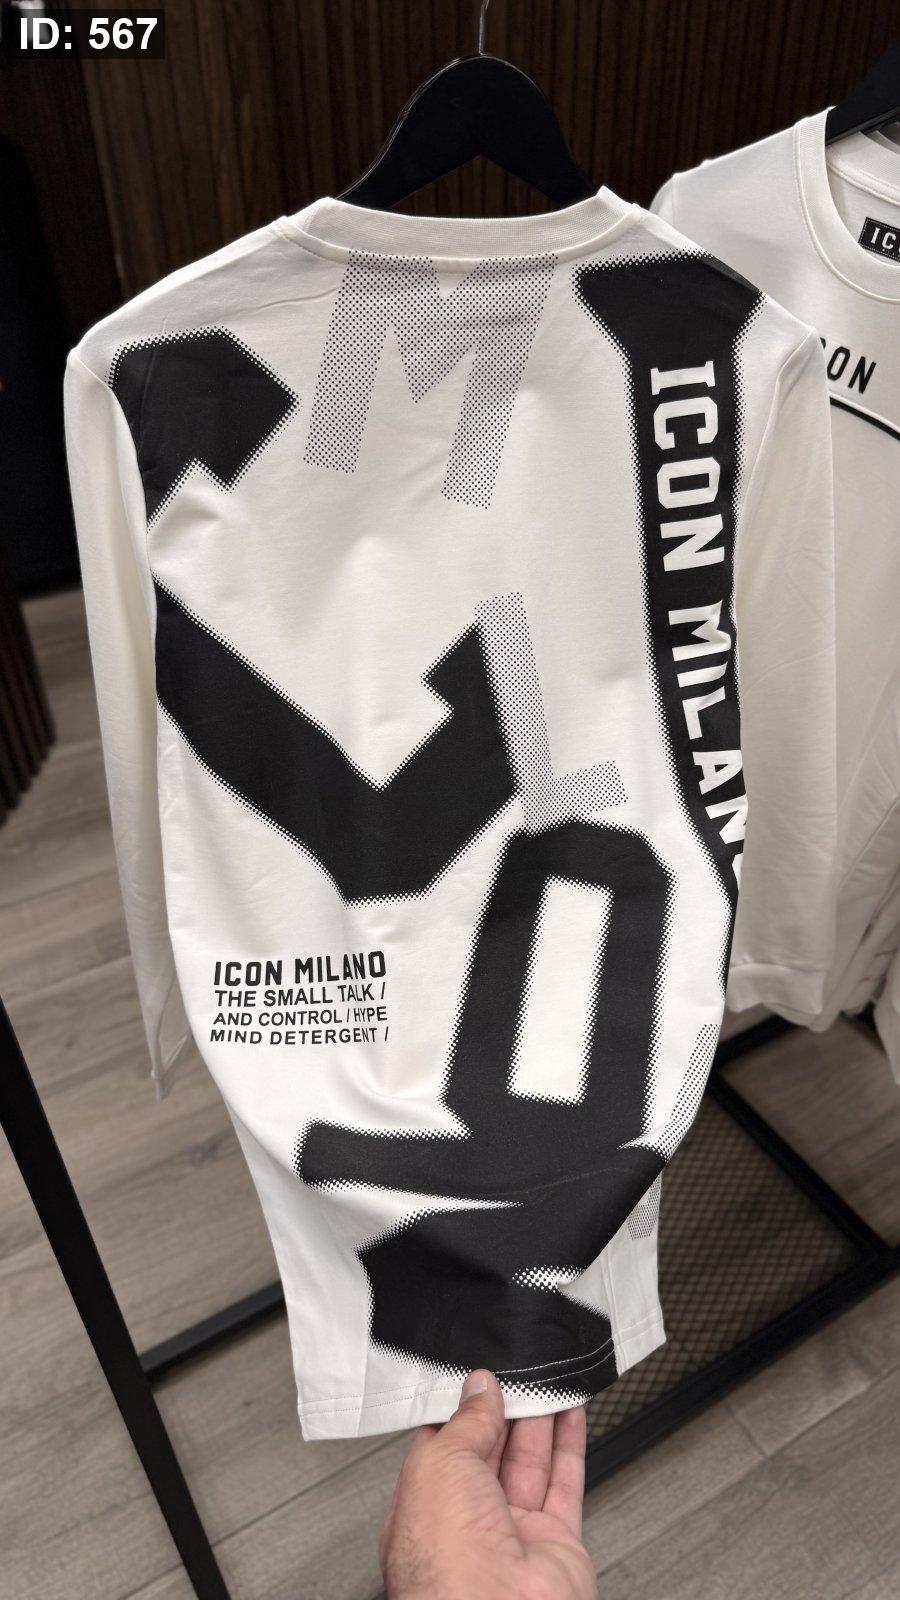 ID: 567
M
ICON MILANO
ICON MILANO
THE SMALL TALK /
AND CONTROL / HYPE
MIND DETERGENT /